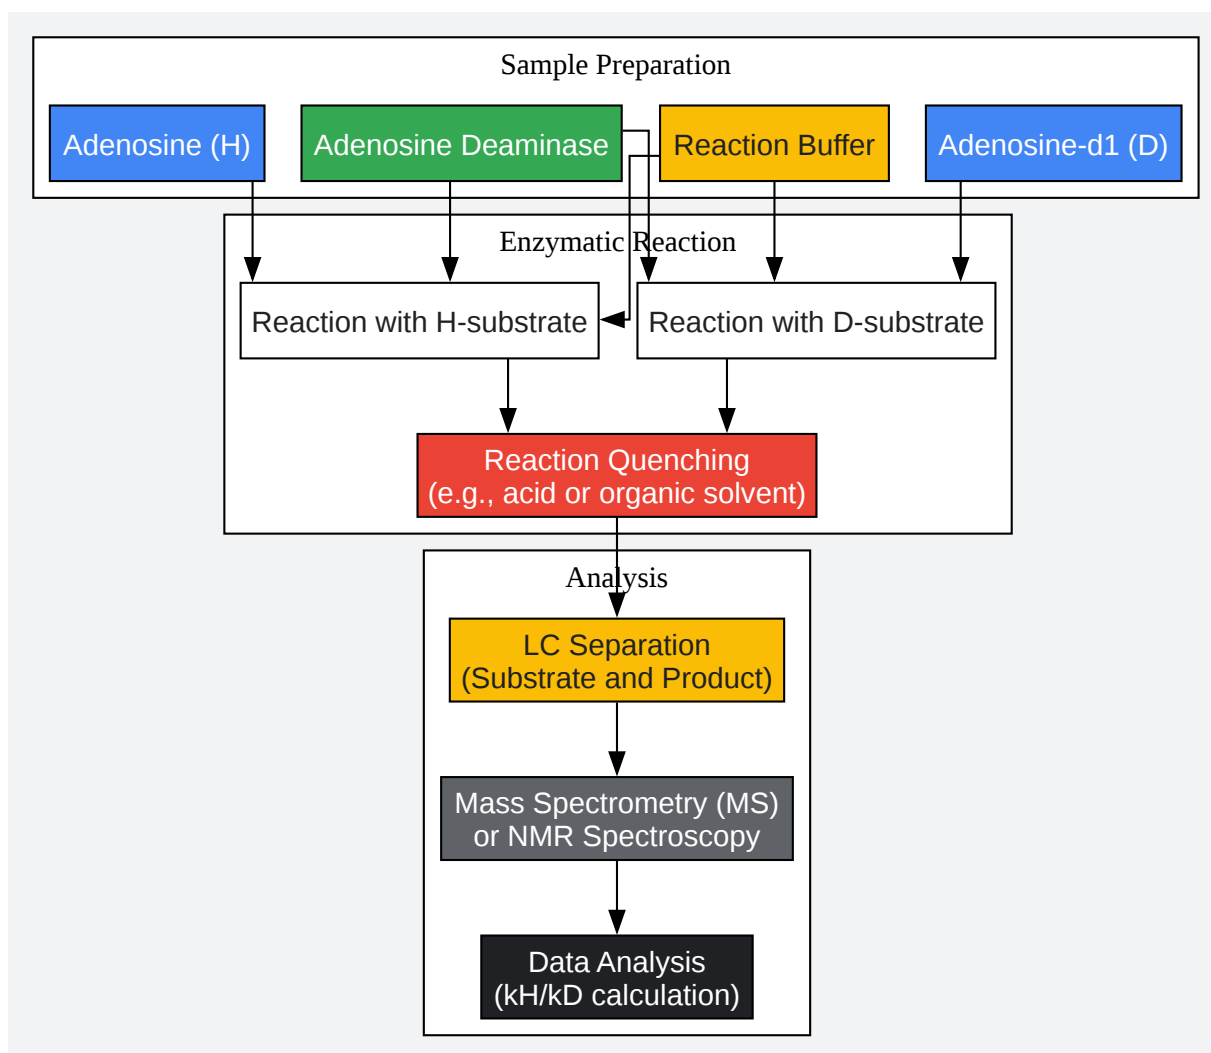 Sample Preparation
Adenosine (H)
Adenosine Deaminase
Reaction Buffer
Adenosine-d1 (D)
Enzymatic Reaction
Reaction with H-substrate
Reaction with D-substrate
Reaction Quenching
(e.g., acid or organic solvent)
Analysis
LC Separation
(Substrate and Product)
Mass Spectrometry (MS)
or NMR Spectroscopy
Data Analysis
(kH/kD calculation)